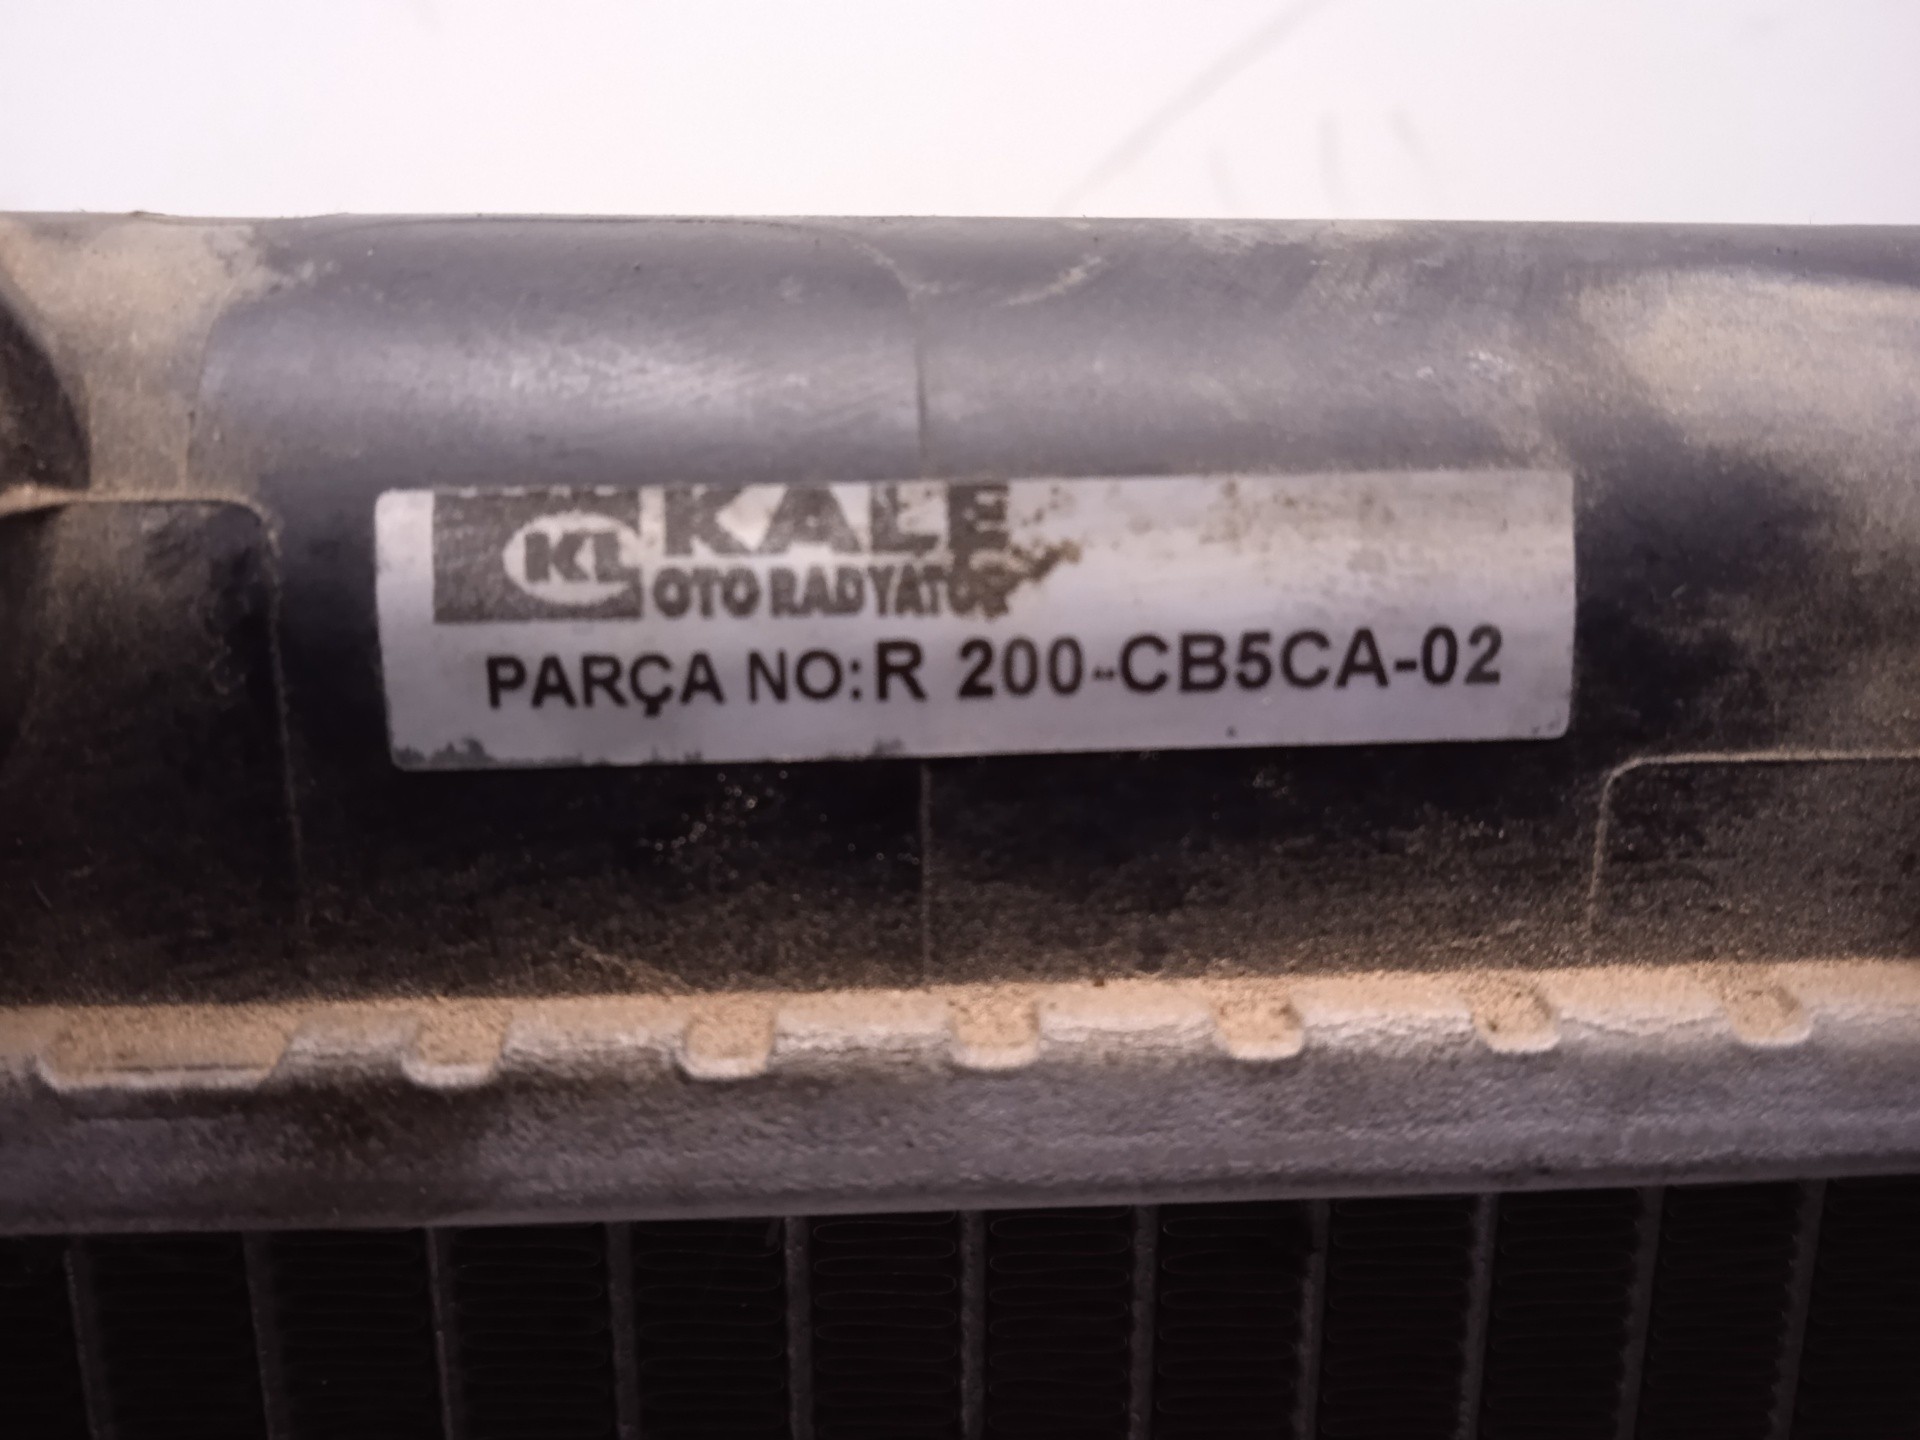 KALE
KL
OTO RADYATÖR
PARÇA NO: R 200-CB5CA-02